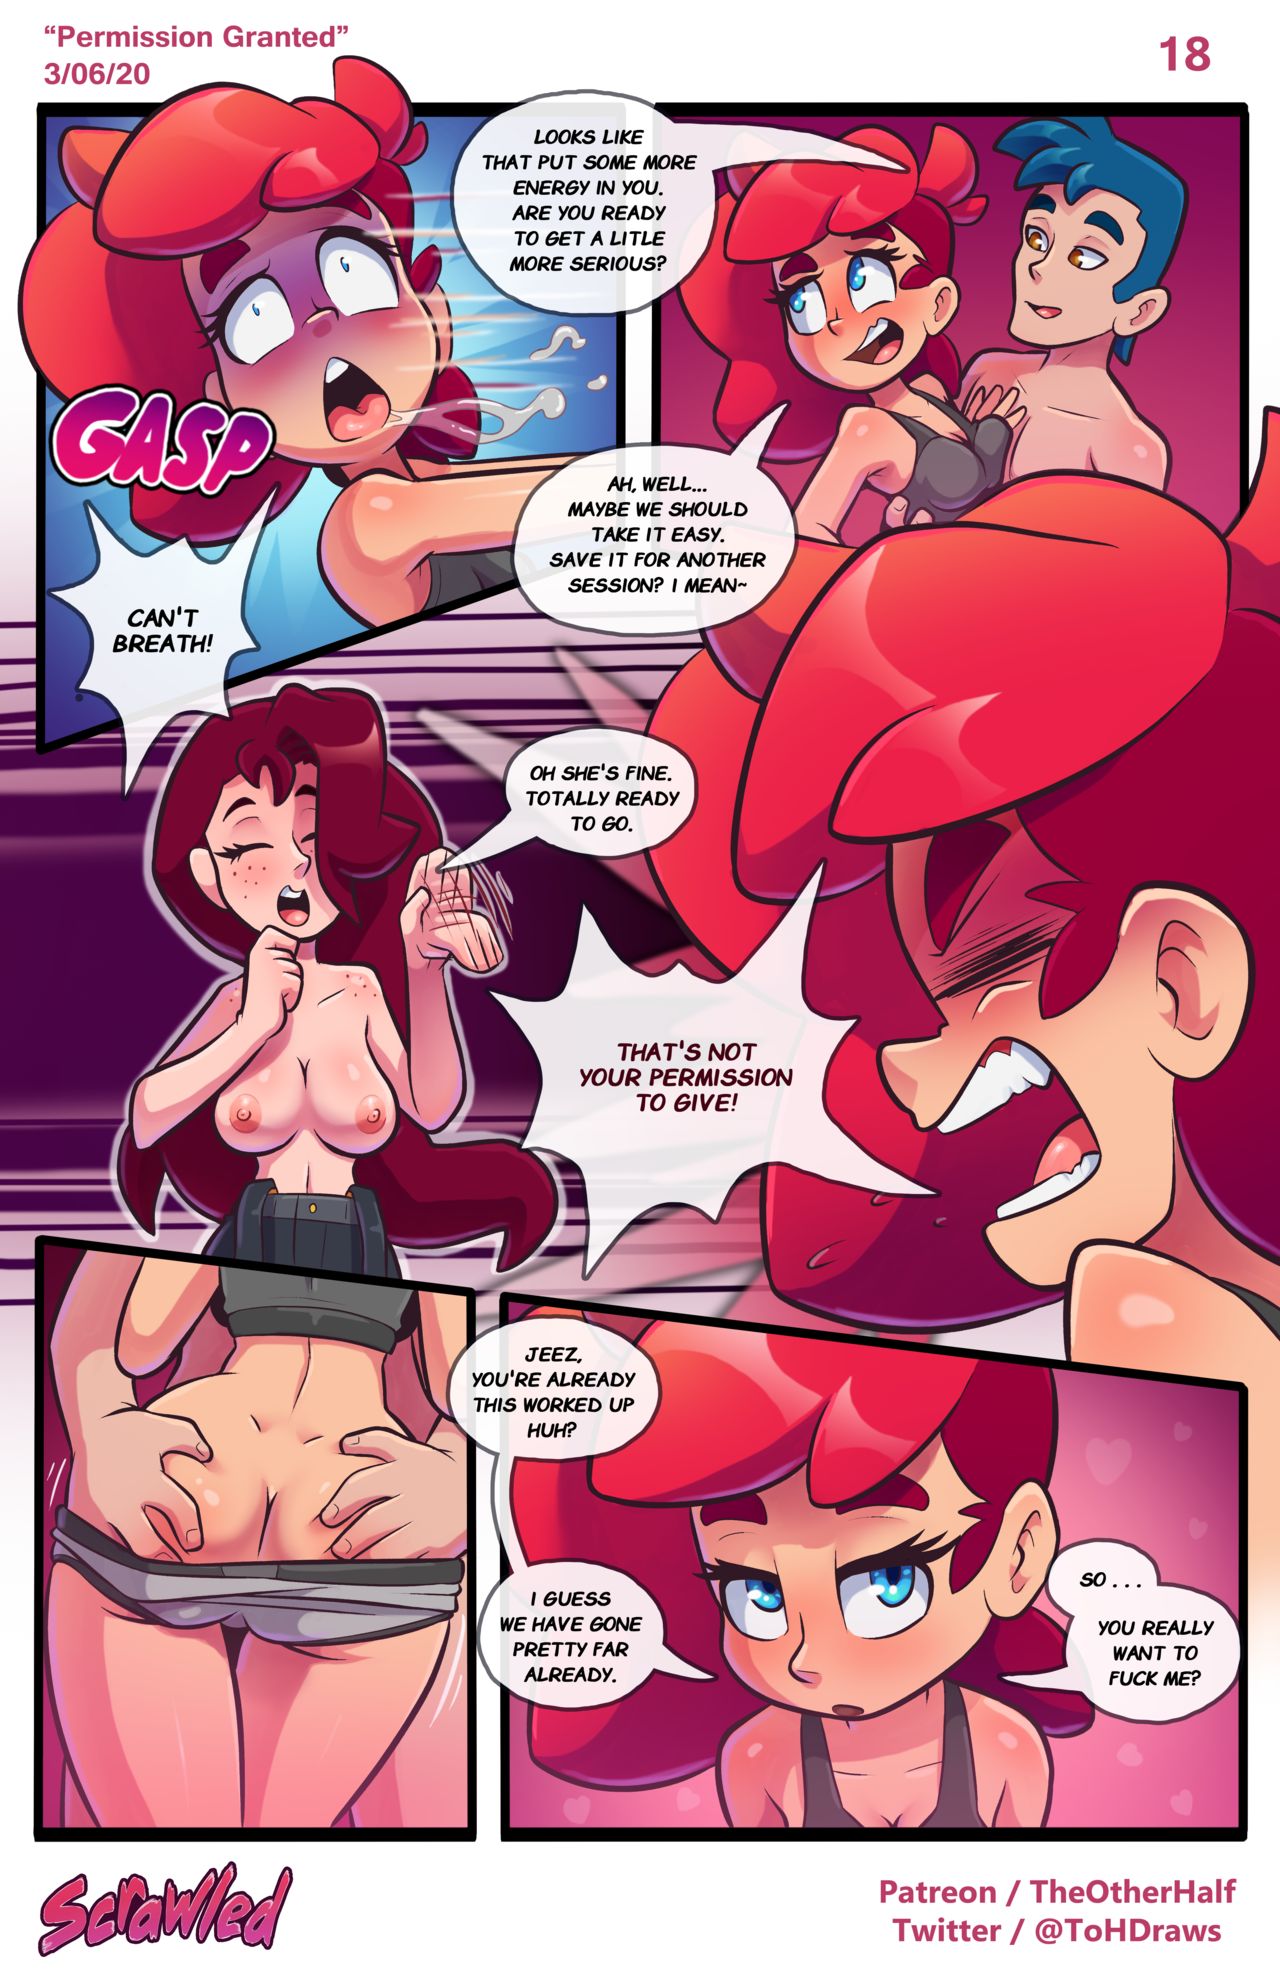 “Permission Granted”
3/06/20
18
GASP
CAN'T
BREATH!
LOOKS LIKE
THAT PUT SOME MORE
ENERGY IN YOU.
ARE YOU READY
TO GET A LITLE
MORE SERIOUS?
AH, WELL...
MAYBE WE SHOULD
TAKE IT EASY.
SAVE IT FOR ANOTHER
SESSION? I MEAN~
OH SHE'S FINE.
TOTALLY READY
TO GO.
THAT'S NOT
YOUR PERMISSION
TO GIVE!
JEEZ,
YOU'RE ALREADY
THIS WORKED UP
HUH?
I GUESS
WE HAVE GONE
PRETTY FAR
ALREADY.
SO . . .
YOU REALLY
WANT TO
FUCK ME?
Scrawled
Patreon / TheOtherHalf
Twitter / @ToHDraws